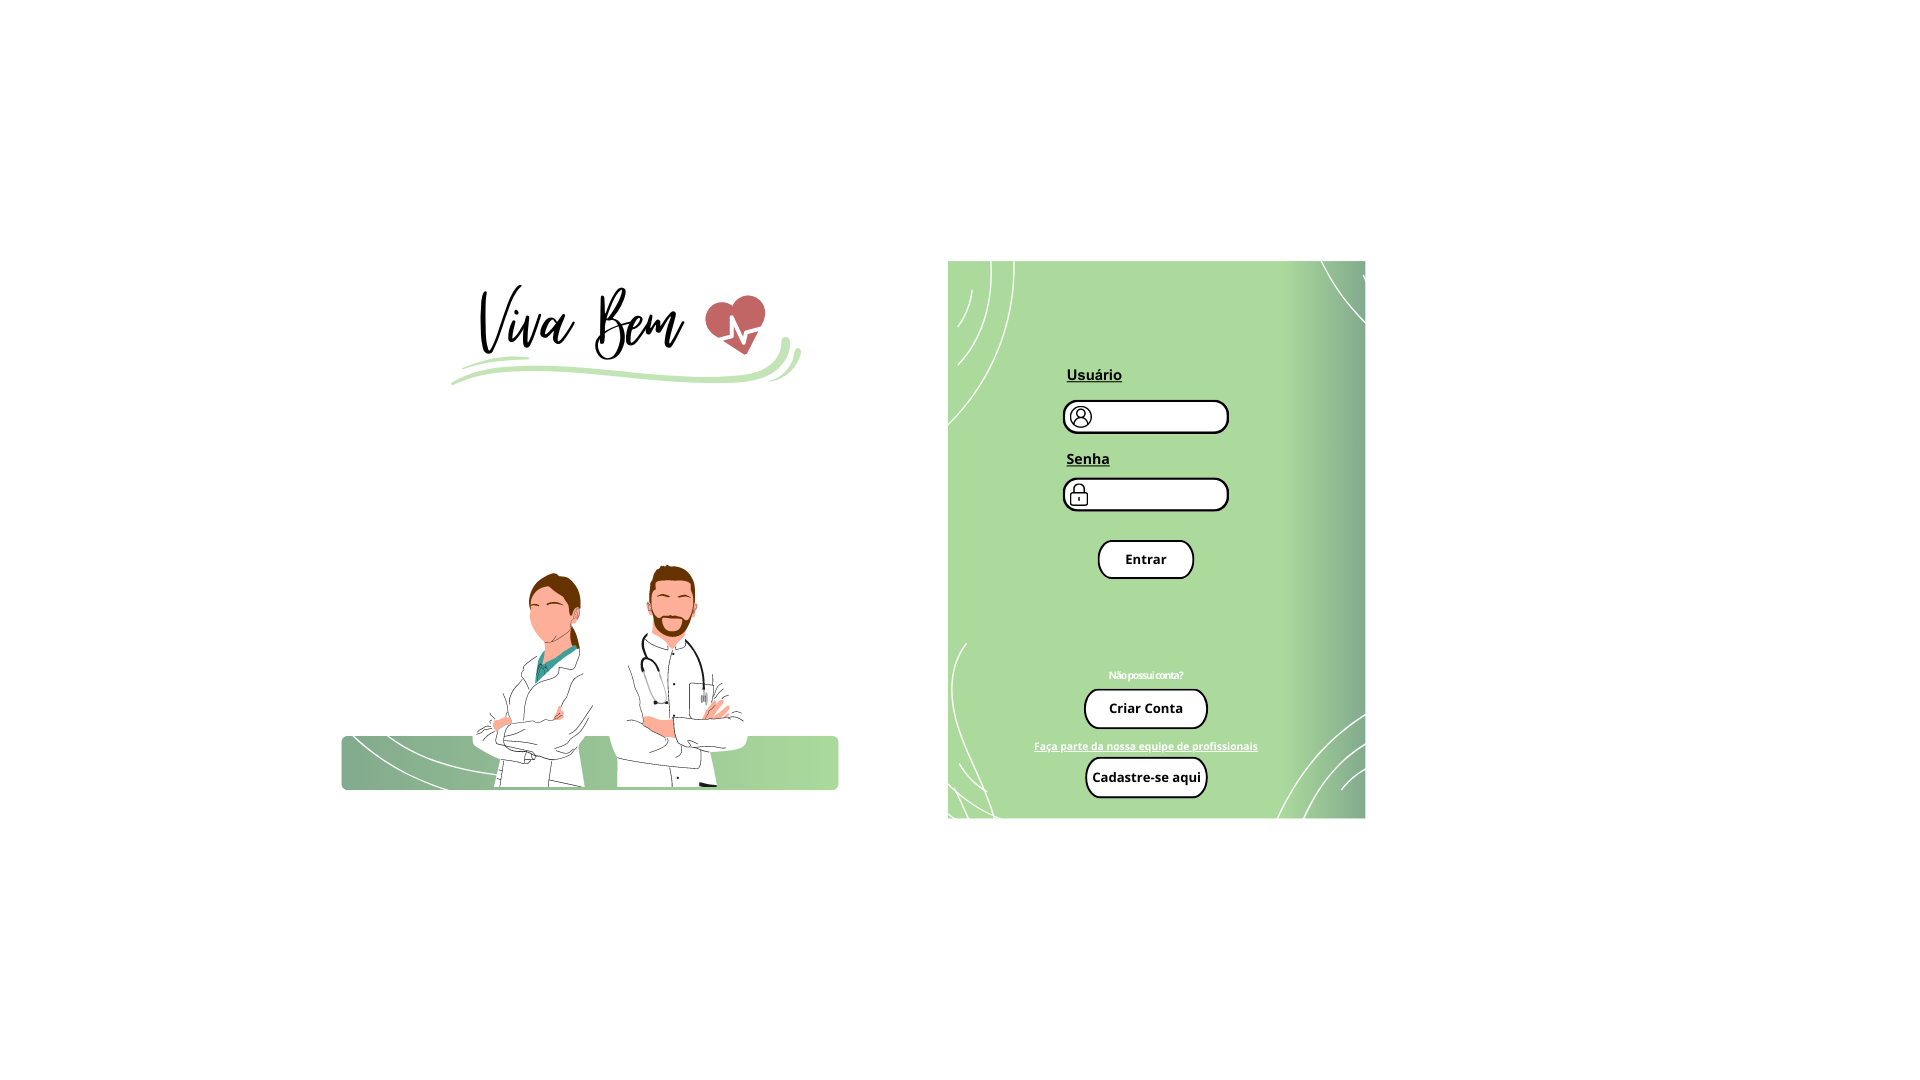 Viva Bem
Usuário
Senha
Entrar
Não possui conta?
Criar Conta
Faça parte da nossa equipe de profissionais
Cadastre-se aqui